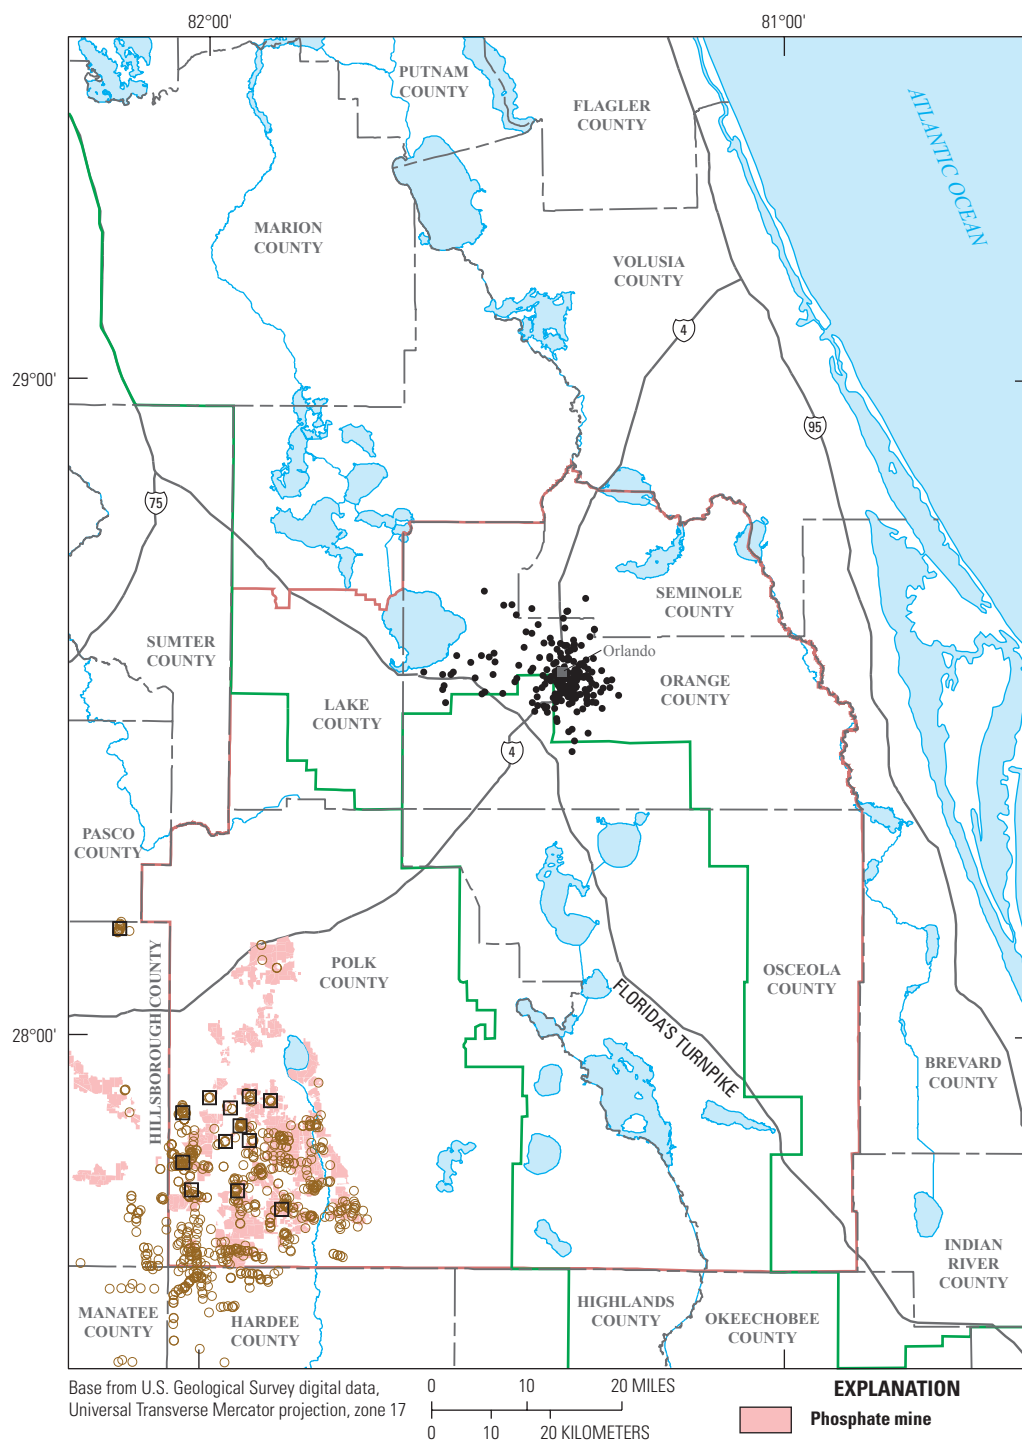 82°00'
81°00'
PUTNAM
COUNTY
FLAGLER
COUNTY
ATLANTIC OCEAN
MARION
COUNTY
VOLUSIA
COUNTY
4
29°00'
95
75
SEMINOLE
COUNTY
SUMTER
COUNTY
Orlando
ORANGE
COUNTY
LAKE
COUNTY
4
PASCO
COUNTY
HILLSBOROUGH COUNTY
POLK
COUNTY
OSCEOLA
COUNTY
FLORIDA'S TURNPIKE
28°00'
BREVARD
COUNTY
INDIAN
RIVER
COUNTY
MANATEE
COUNTY
HARDEE
COUNTY
HIGHLANDS
COUNTY
OKEECHOBEE
COUNTY
Base from U.S. Geological Survey digital data,
Universal Transverse Mercator projection, zone 17
0 10 20 MILES
0 10 20 KILOMETERS
EXPLANATION
Phosphate mine